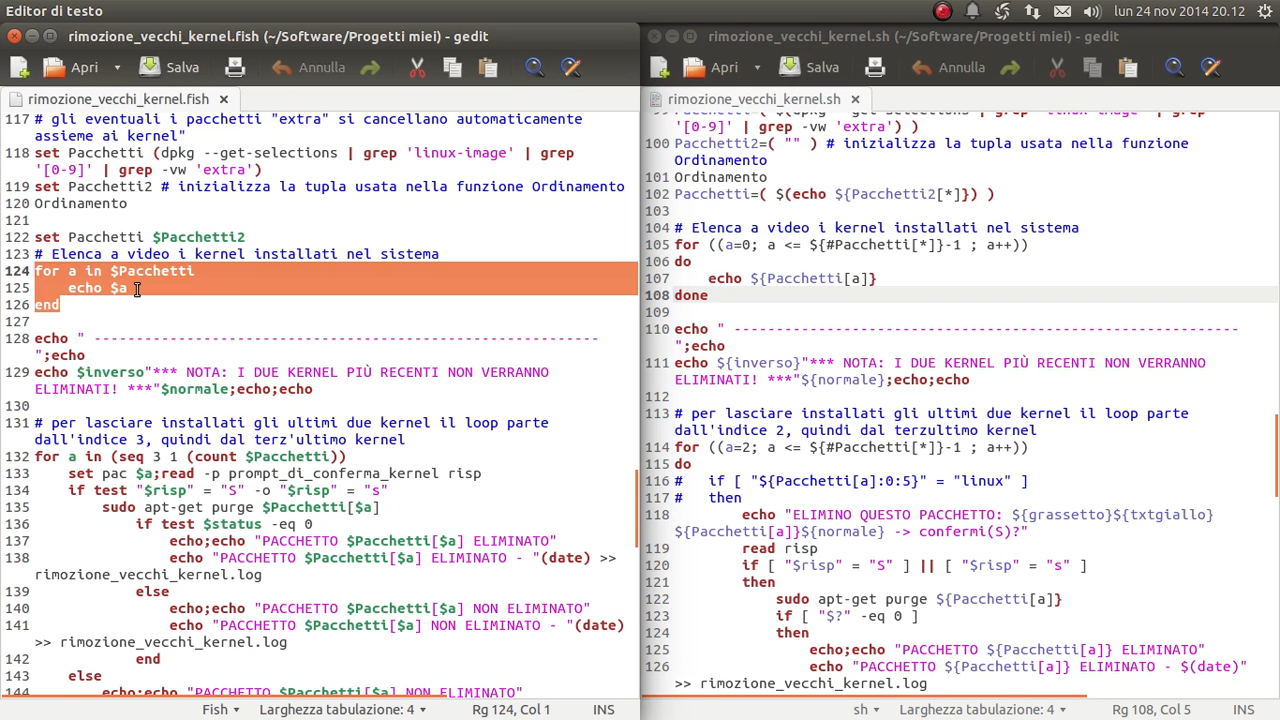 Editor di testo
lun 24 nov 2014 20.12
rimozione_vecchi_kernel.fish (~/Software/Progetti miei) - gedit
Apri
Salva
Annulla
rimozione_vecchi_kernel.fish
117 # gli eventuali i pacchetti "extra" si cancellano automaticamente
assieme ai kernel"
118 set Pacchetti (dpkg --get-selections | grep 'linux-image' | grep
'[0-9]' | grep -vw 'extra')
119 set Pacchetti2 # inizializza la tupla usata nella funzione Ordinamento
120 Ordinamento
121
122 set Pacchetti $Pacchetti2
123 # Elenca a video i kernel installati nel sistema
124 for a in $Pacchetti
125     echo $a
126 end
127
128 echo " ------------------------------------------------------------
";echo
129 echo $inverso"*** NOTA: I DUE KERNEL PIÙ RECENTI NON VERRANNO
ELIMINATI! ***"$normale;echo;echo
130
131 # per lasciare installati gli ultimi due kernel il loop parte
dall'indice 3, quindi dal terz'ultimo kernel
132 for a in (seq 3 1 (count $Pacchetti))
133     set pac $a;read -p prompt_di_conferma_kernel risp
134     if test "$risp" = "S" -o "$risp" = "s"
135         sudo apt-get purge $Pacchetti[$a]
136             if test $status -eq 0
137                 echo;echo "PACCHETTO $Pacchetti[$a] ELIMINATO"
138                 echo "PACCHETTO $Pacchetti[$a] ELIMINATO - "(date) >>
rimozione_vecchi_kernel.log
139             else
140                 echo;echo "PACCHETTO $Pacchetti[$a] NON ELIMINATO"
141                 echo "PACCHETTO $Pacchetti[$a] NON ELIMINATO - "(date)
>> rimozione_vecchi_kernel.log
142             end
143     else
144         echo;echo "PACCHETTO $Pacchetti[$a] NON ELIMINATO"
Fish
Larghezza tabulazione: 4
Rg 124, Col 1
INS
rimozione_vecchi_kernel.sh (~/Software/Progetti miei) - gedit
Apri
Salva
Annulla
rimozione_vecchi_kernel.sh
99 Pacchetti=( $(dpkg --get-selections | grep 'linux-image' | grep
'[0-9]' | grep -vw 'extra') )
100 Pacchetti2=( "" ) # inizializza la tupla usata nella funzione
Ordinamento
101 Ordinamento
102 Pacchetti=( $(echo ${Pacchetti2[*]}) )
103
104 # Elenca a video i kernel installati nel sistema
105 for ((a=0; a <= ${#Pacchetti[*]}-1 ; a++))
106 do
107     echo ${Pacchetti[a]}
108 done
109
110 echo " ------------------------------------------------------------
";echo
111 echo ${inverso}"*** NOTA: I DUE KERNEL PIÙ RECENTI NON VERRANNO
ELIMINATI! ***"${normale};echo;echo
112
113 # per lasciare installati gli ultimi due kernel il loop parte
dall'indice 2, quindi dal terzultimo kernel
114 for ((a=2; a <= ${#Pacchetti[*]}-1 ; a++))
115 do
116 #   if [ "${Pacchetti[a]:0:5}" = "linux" ]
117 #   then
118         echo "ELIMINO QUESTO PACCHETTO: ${grassetto}${txtgiallo}
${Pacchetti[a]}${normale} -> confermi(S)?"
119         read risp
120         if [ "$risp" = "S" ] || [ "$risp" = "s" ]
121         then
122             sudo apt-get purge ${Pacchetti[a]}
123             if [ "$?" -eq 0 ]
124             then
125                 echo;echo "PACCHETTO ${Pacchetti[a]} ELIMINATO"
126                 echo "PACCHETTO ${Pacchetti[a]} ELIMINATO - $(date)"
>> rimozione_vecchi_kernel.log
sh
Larghezza tabulazione: 4
Rg 108, Col 5
INS